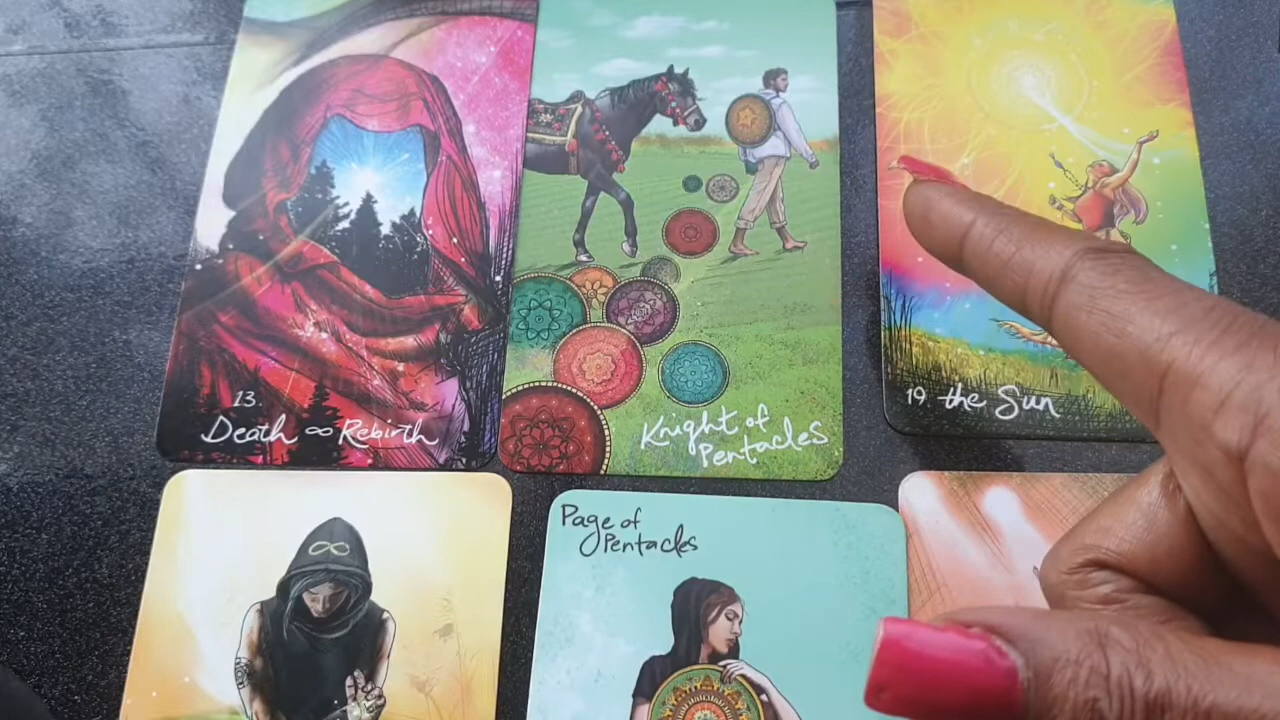 13.
Death ∞ Rebirth
Knight of
Pentacles
19 the Sun
Page of
Pentacles